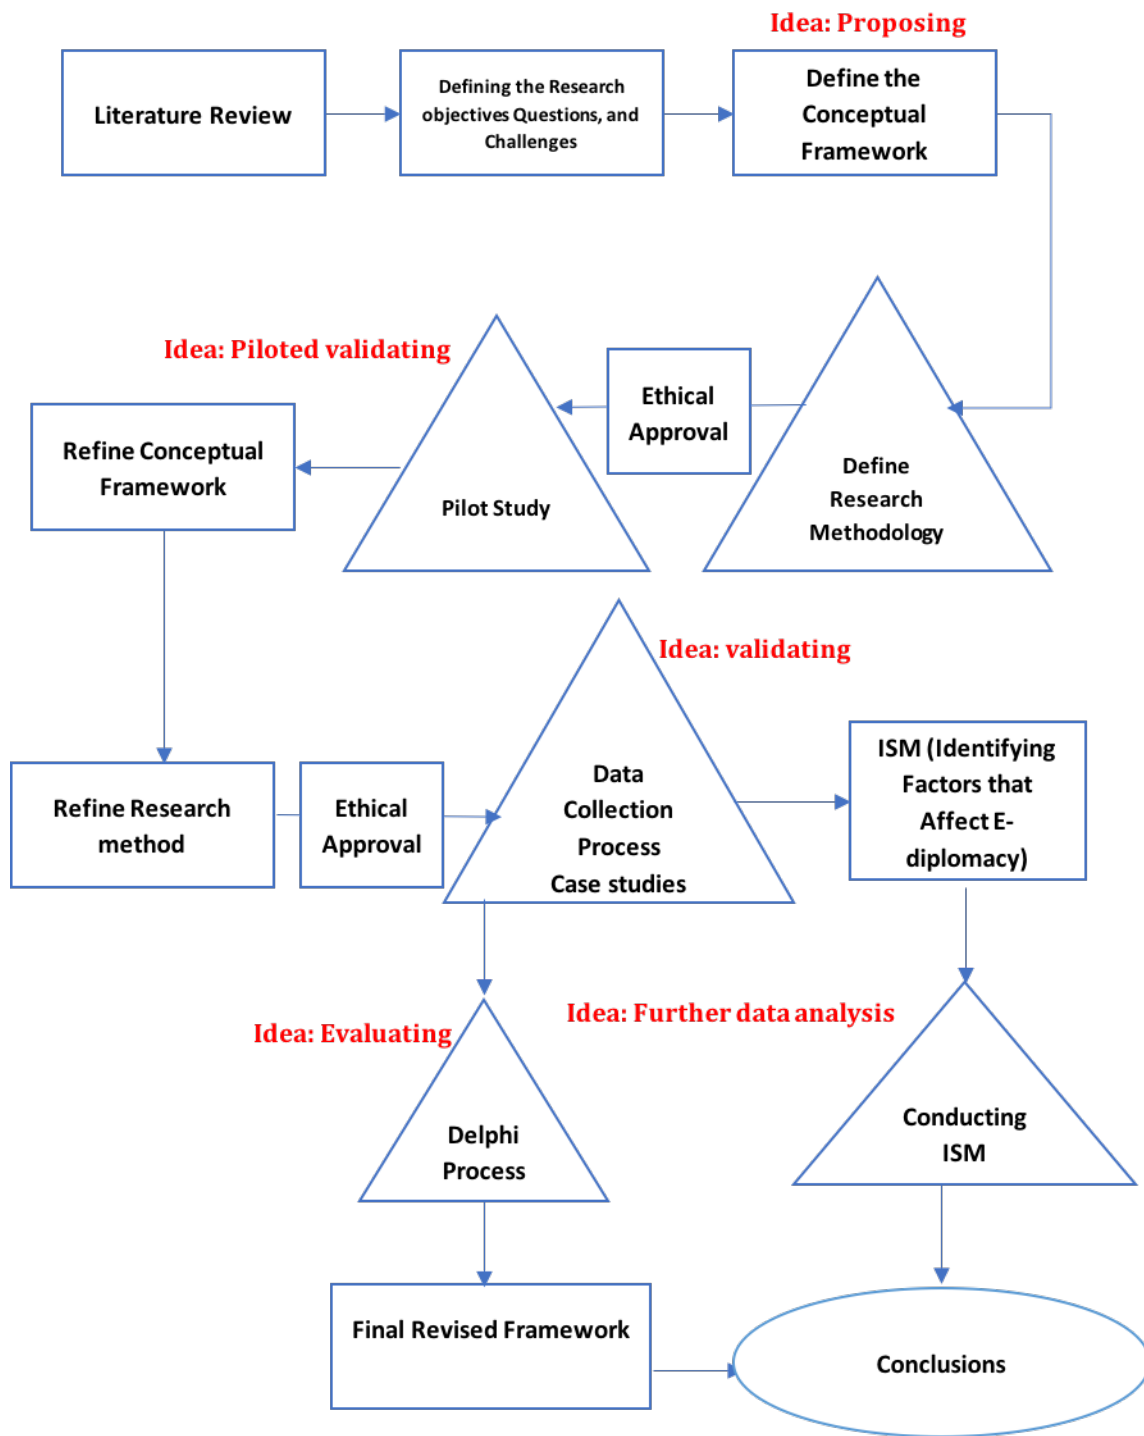 Idea: Proposing
Literature Review
Defining the Research
objectives Questions, and
Challenges
Define the
Conceptual
Framework
Idea: Piloted validating
Ethical
Approval
Define
Research
Methodology
Pilot Study
Refine Conceptual
Framework
Idea: validating
Refine Research
method
Ethical
Approval
Data
Collection
Process
Case studies
ISM (Identifying
Factors that
Affect E-
diplomacy)
Idea: Evaluating
Idea: Further data analysis
Delphi
Process
Conducting
ISM
Final Revised Framework
Conclusions